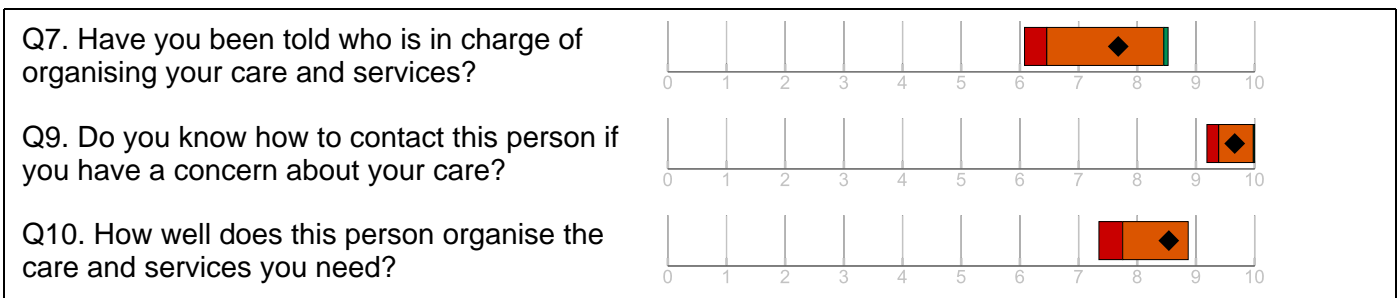 Q7. Have you been told who is in charge of
organising your care and services?
0 1 2 3 4 5 6 7 8 9 10
Q9. Do you know how to contact this person if
you have a concern about your care?
0 1 2 3 4 5 6 7 8 9 10
Q10. How well does this person organise the
care and services you need?
0 1 2 3 4 5 6 7 8 9 10